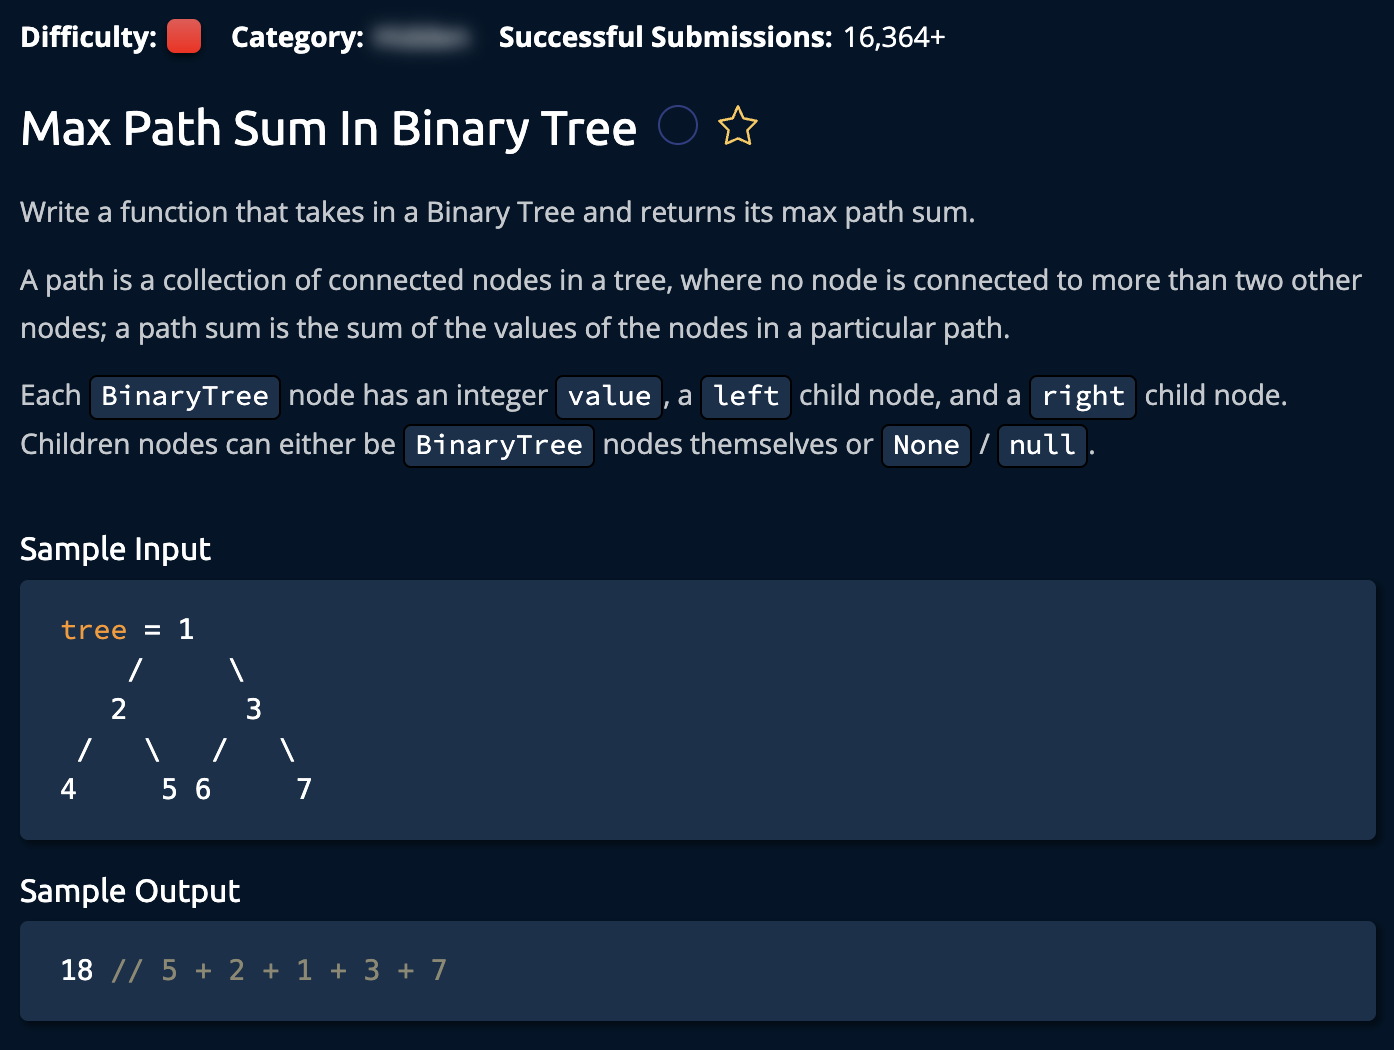 Difficulty: Category: Successful Submissions: 16,364+
Max Path Sum In Binary Tree
Write a function that takes in a Binary Tree and returns its max path sum.
A path is a collection of connected nodes in a tree, where no node is connected to more than two other
nodes; a path sum is the sum of the values of the nodes in a particular path.
Each BinaryTree node has an integer value, a left child node, and a right child node.
Children nodes can either be BinaryTree nodes themselves or None / null.
Sample Input
tree = 1
/ \
2 3
/ \ / \
4 5 6 7
Sample Output
18 // 5 + 2 + 1 + 3 + 7